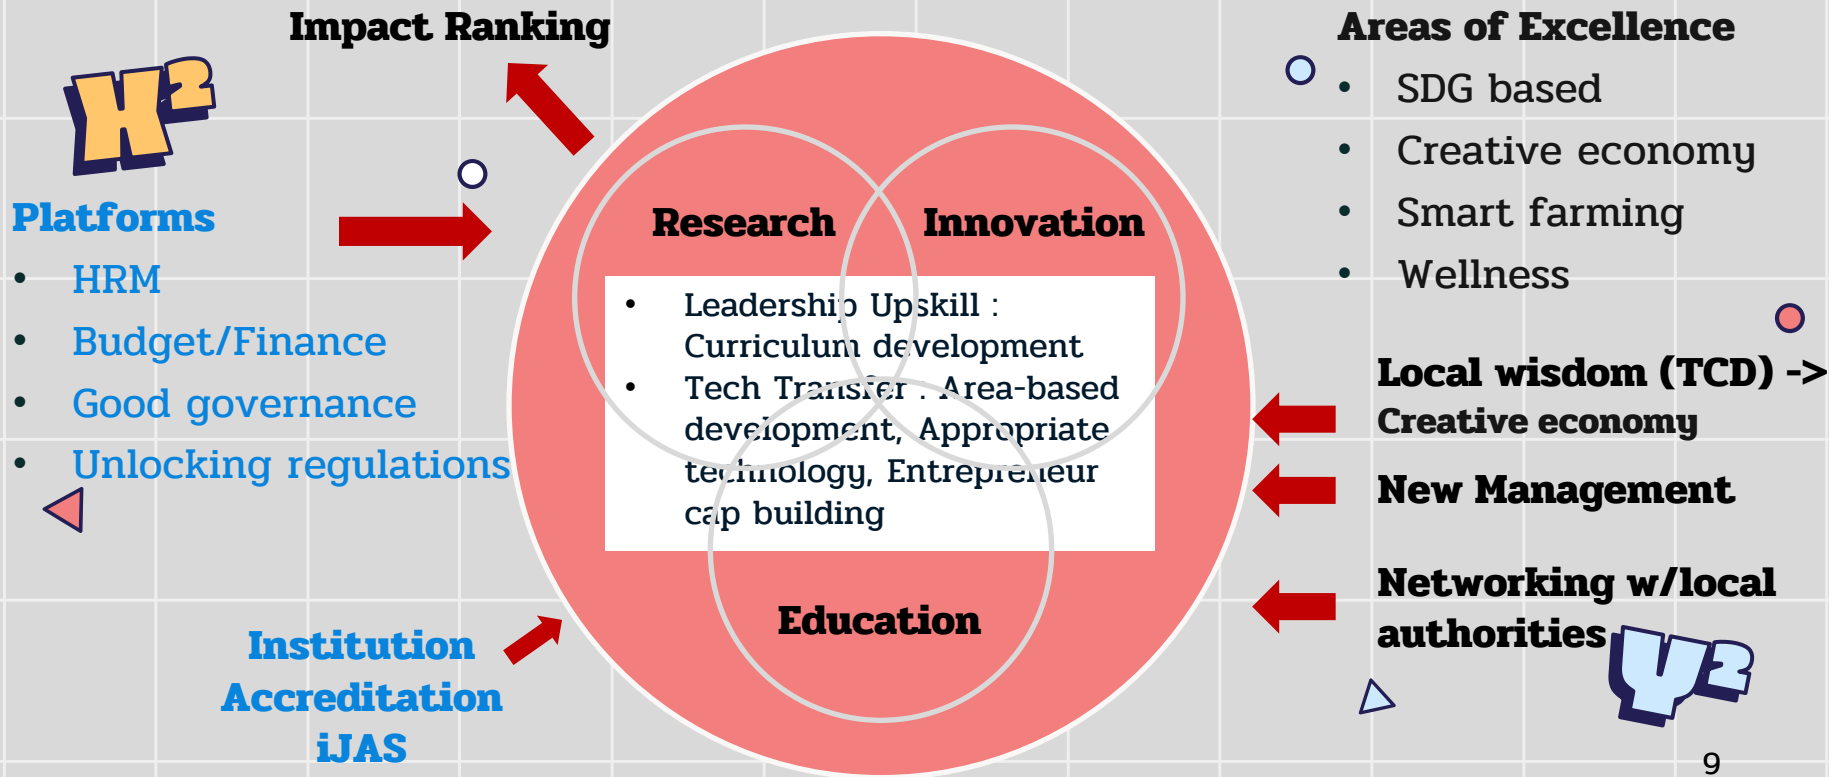 Impact Ranking
X²
Platforms
• HRM
• Budget/Finance
• Good governance
• Unlocking regulations
Institution
Accreditation
iJAS
Research
Innovation
• Leadership Upskill :
Curriculum development
• Tech Transfer : Area-based
development, Appropriate
technology, Entrepreneur
cap building
Education
Areas of Excellence
• SDG based
• Creative economy
• Smart farming
• Wellness
Local wisdom (TCD) ->
Creative economy
New Management
Networking w/local
authorities
Y²
9